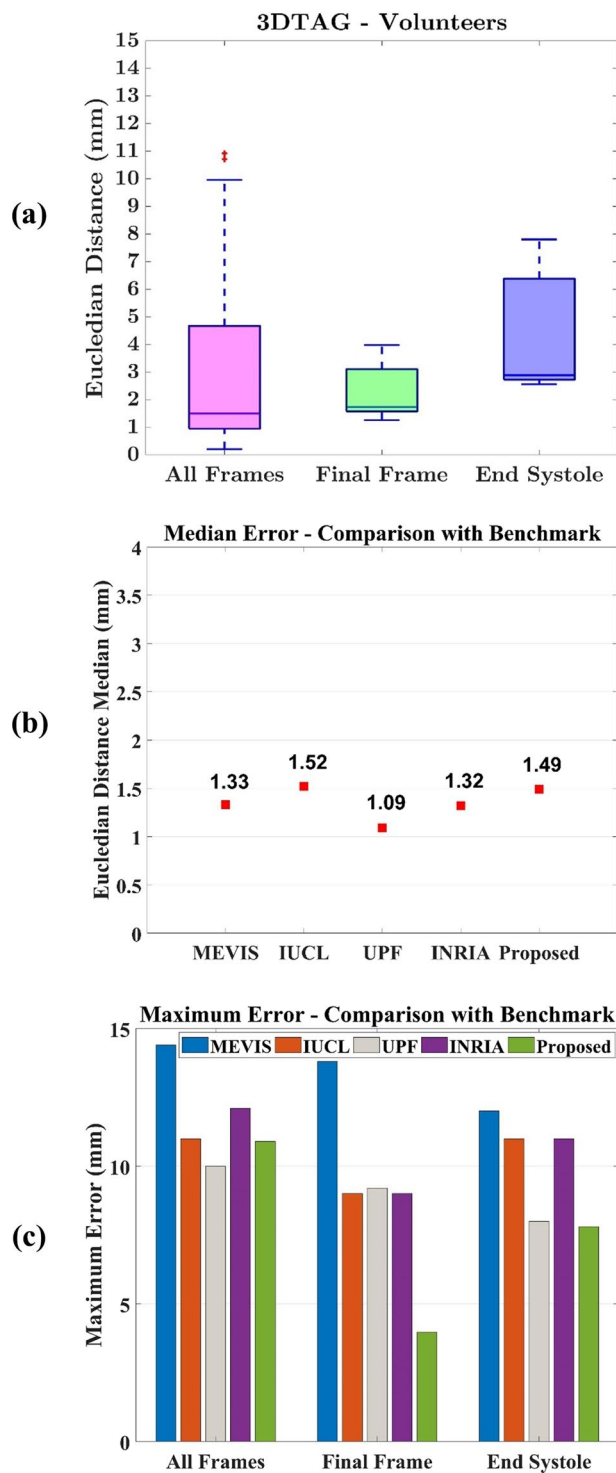 3DTAG - Volunteers
(a)
Eucledian Distance (mm)
15
14
13
12
11
10
9
8
7
6
5
4
3
2
1
0
All Frames Final Frame End Systole
Median Error - Comparison with Benchmark
(b)
Eucledian Distance Median (mm)
4
3.5
3
2.5
2
1.5
1
0.5
0
1.33
1.52
1.09
1.32
1.49
MEVIS IUCL UPF INRIA Proposed
Maximum Error - Comparison with Benchmark
(c)
Maximum Error (mm)
15
10
5
0
MEVIS IUCL UPF INRIA Proposed
All Frames Final Frame End Systole